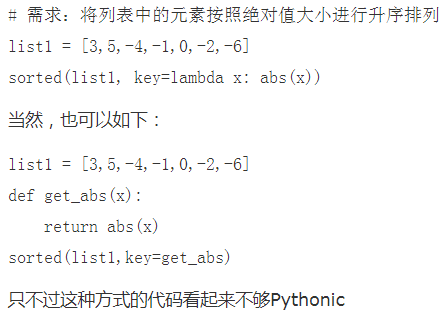 # 需求：将列表中的元素按照绝对值大小进行升序排列
list1 = [3,5,-4,-1,0,-2,-6]
sorted(list1, key=lambda x: abs(x))
当然，也可以如下：
list1 = [3,5,-4,-1,0,-2,-6]
def get_abs(x):
    return abs(x)
sorted(list1,key=get_abs)
只不过这种方式的代码看起来不够Pythonic